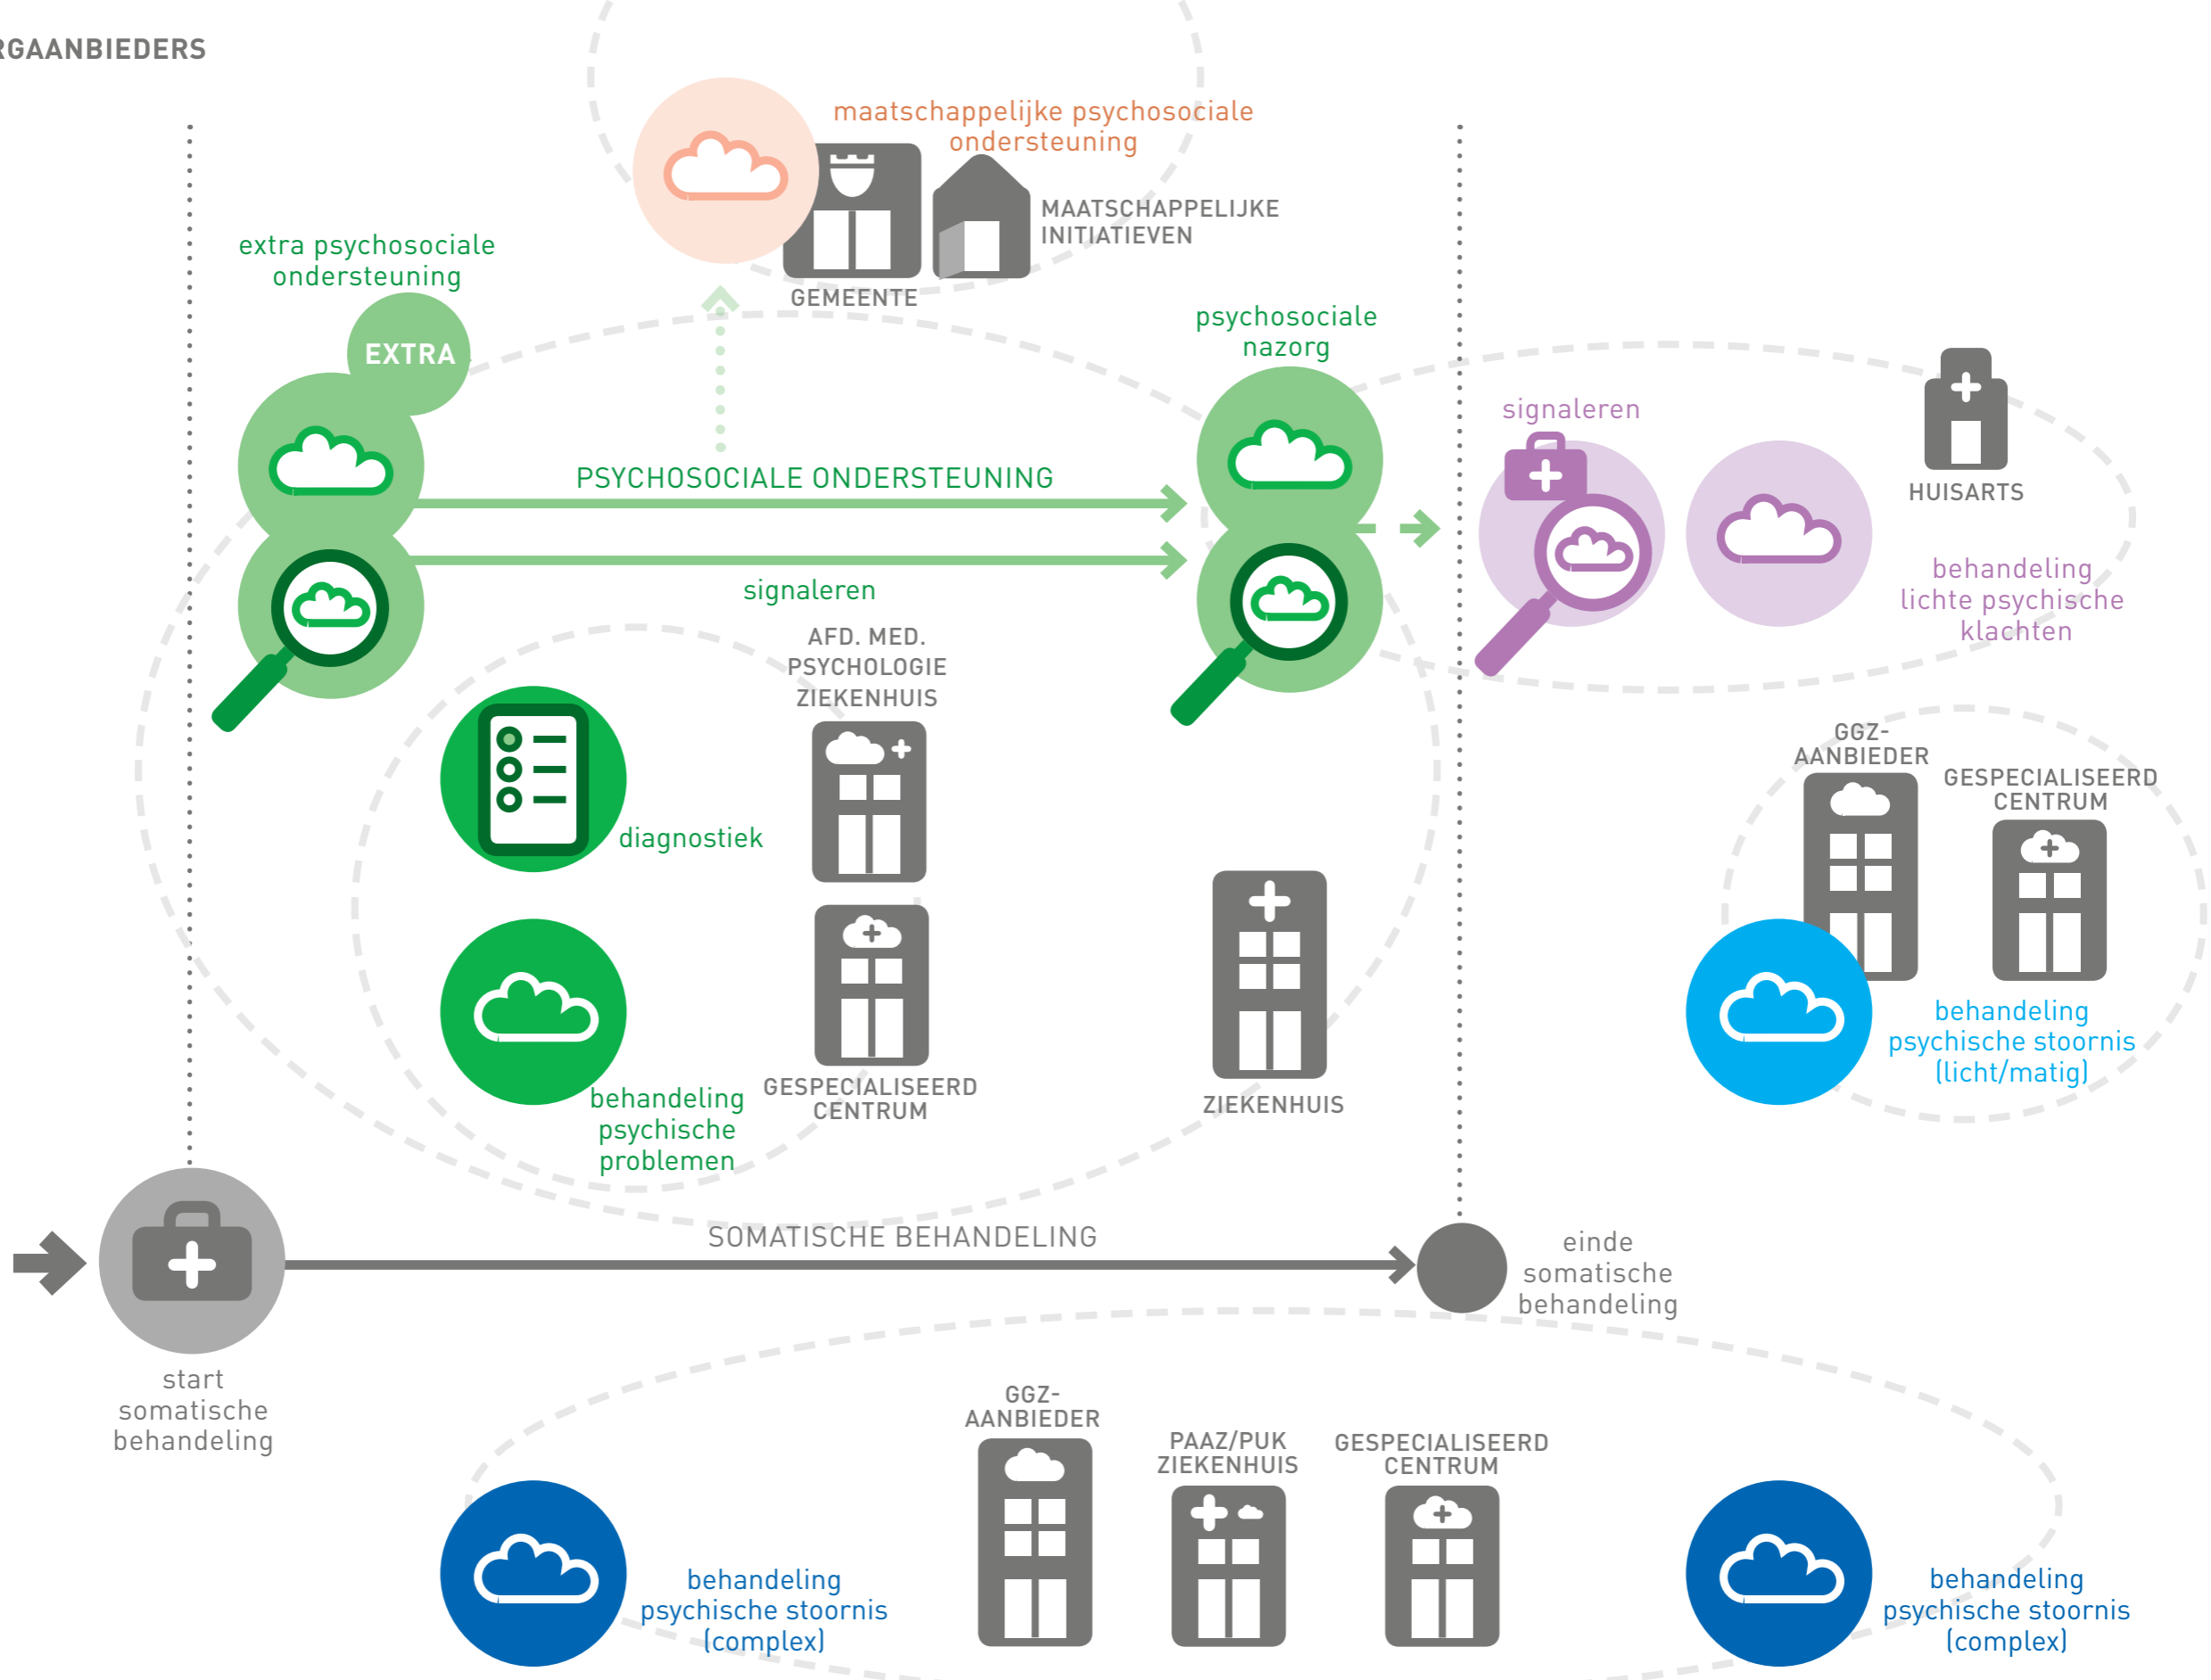 RGAANBIEDERS
maatschappelijke psychosociale
ondersteuning
MAATSCHAPPELIJKE
INITIATIEVEN
GEMEENTE
extra psychosociale
ondersteuning
EXTRA
psychosociale
nazorg
PSYCHOSOCIALE ONDERSTEUNING
signaleren
signaleren
HUISARTS
behandeling
lichte psychische
klachten
AFD. MED.
PSYCHOLOGIE
ZIEKENHUIS
diagnostiek
GGZ-
AANBIEDER
GESPECIALISEERD
CENTRUM
behandeling
psychische
problemen
GESPECIALISEERD
CENTRUM
ZIEKENHUIS
behandeling
psychische stoornis
(licht/matig)
SOMATISCHE BEHANDELING
start
somatische
behandeling
einde
somatische
behandeling
GGZ-
AANBIEDER
PAAZ/PUK
ZIEKENHUIS
GESPECIALISEERD
CENTRUM
behandeling
psychische stoornis
(complex)
behandeling
psychische stoornis
(complex)